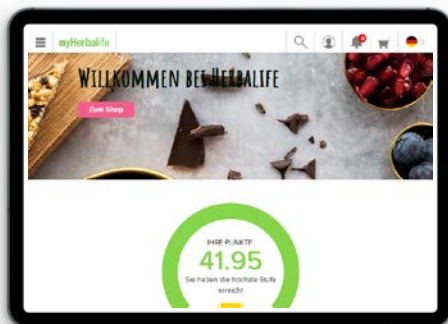 myHerbalife
WILLKOMMEN BEI HERBALIFE
Zum Shop
IHRE PUNKTE
41.95
Sie haben die höchste Stufe
erreicht